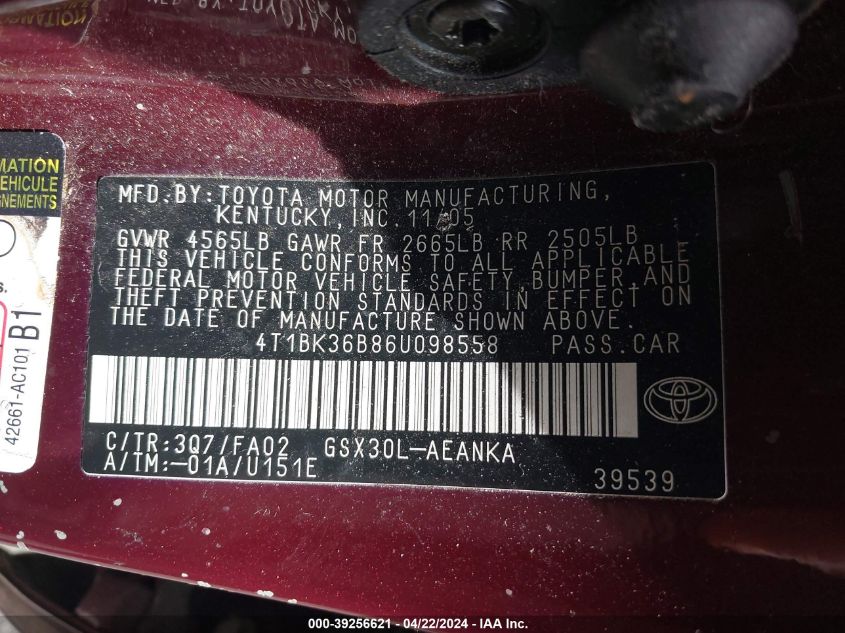 MATION
VEHICULE
GNEMENTS
s.
42661-AC101
B1
MFD.BY:TOYOTA MOTOR MANUFACTURING,
KENTUCKY, INC. 11/05
GVWR 4565LB GAWR FR 2665LB RR 2505LB
THIS VEHICLE CONFORMS TO ALL APPLICABLE
FEDERAL MOTOR VEHICLE SAFETY,BUMPER,AND
THEFT PREVENTION STANDARDS IN EFFECT ON
THE DATE OF MANUFACTURE SHOWN ABOVE.
4T1BK36B86U098558 PASS.CAR
C/TR:3Q7/FA02 GSX30L-AEANKA
A/TM:-01A/U151E
39539
000-39256621 - 04/22/2024 - ©IAA, Inc.